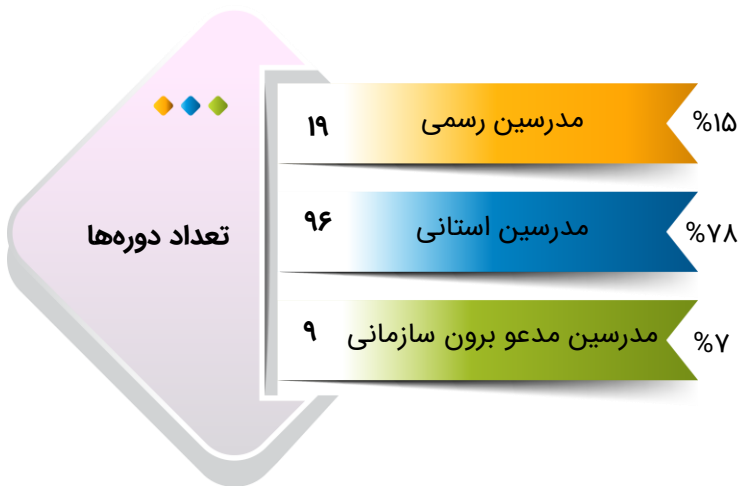 تعداد دوره‌ها
۱۹ مدرسین رسمی %۱۵
۹۶ مدرسین استانی %۷۸
۹ مدرسین مدعو برون سازمانی %۷